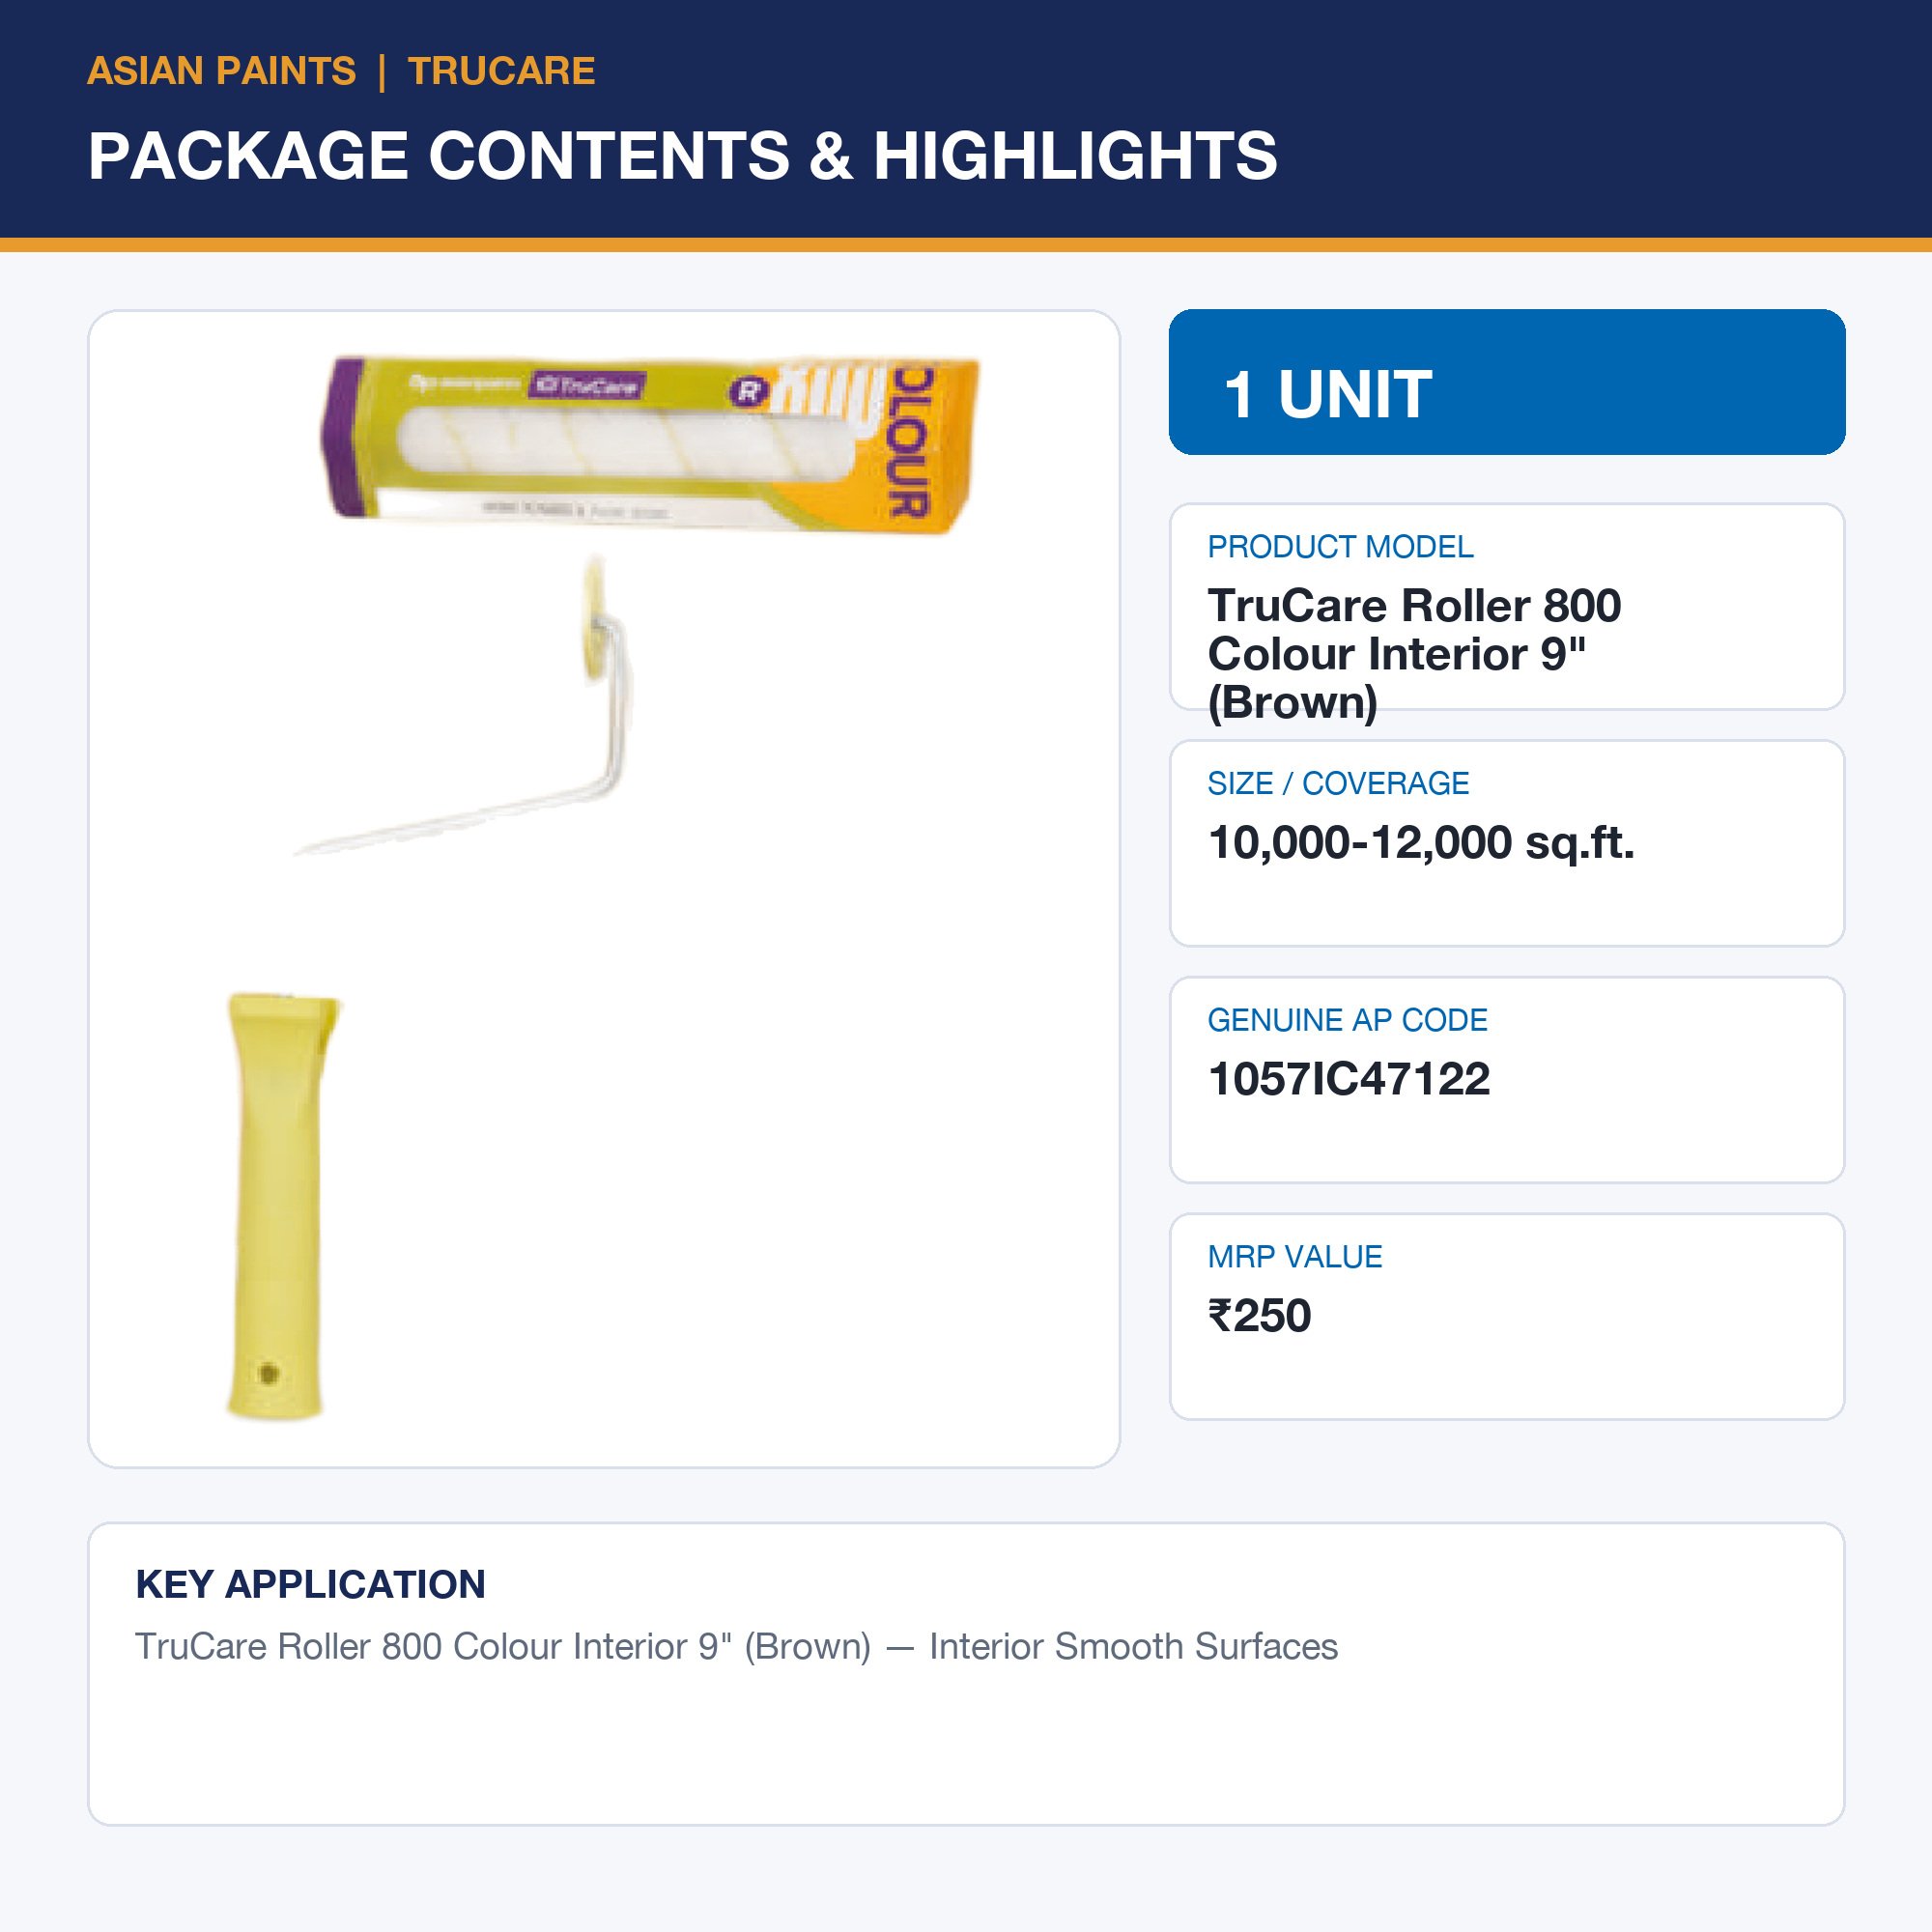 ASIAN PAINTS | TRUCARE
PACKAGE CONTENTS & HIGHLIGHTS
TruCare
R
OLOUR
1 UNIT
PRODUCT MODEL
TruCare Roller 800
Colour Interior 9"
(Brown)
SIZE / COVERAGE
10,000-12,000 sq.ft.
GENUINE AP CODE
1057IC47122
MRP VALUE
₹250
KEY APPLICATION
TruCare Roller 800 Colour Interior 9" (Brown) — Interior Smooth Surfaces